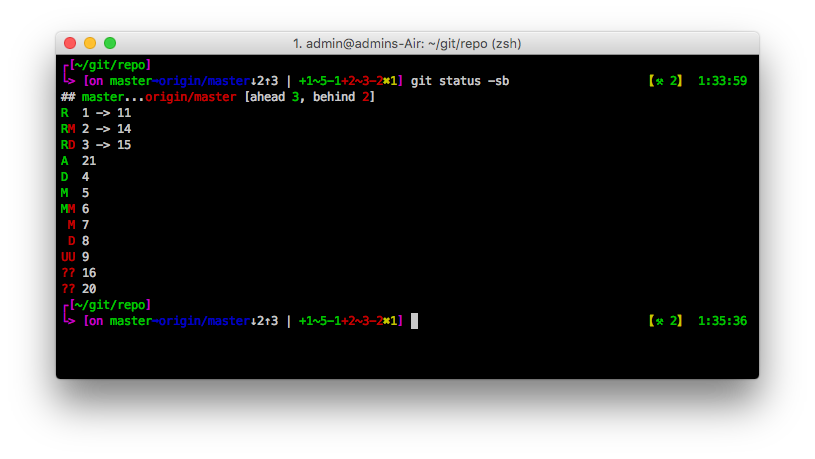 1. admin@admins-Air: ~/git/repo (zsh)
┌[~/git/repo]
└> [on master→origin/master↓2↑3 | +1~5-1+2~3-2✖1] git status -sb 【⚒ 2】 1:33:59
## master...origin/master [ahead 3, behind 2]
R  1 -> 11
RM 2 -> 14
RD 3 -> 15
A  21
D  4
M  5
MM 6
 M 7
 D 8
UU 9
?? 16
?? 20
┌[~/git/repo]
└> [on master→origin/master↓2↑3 | +1~5-1+2~3-2✖1] 【⚒ 2】 1:35:36